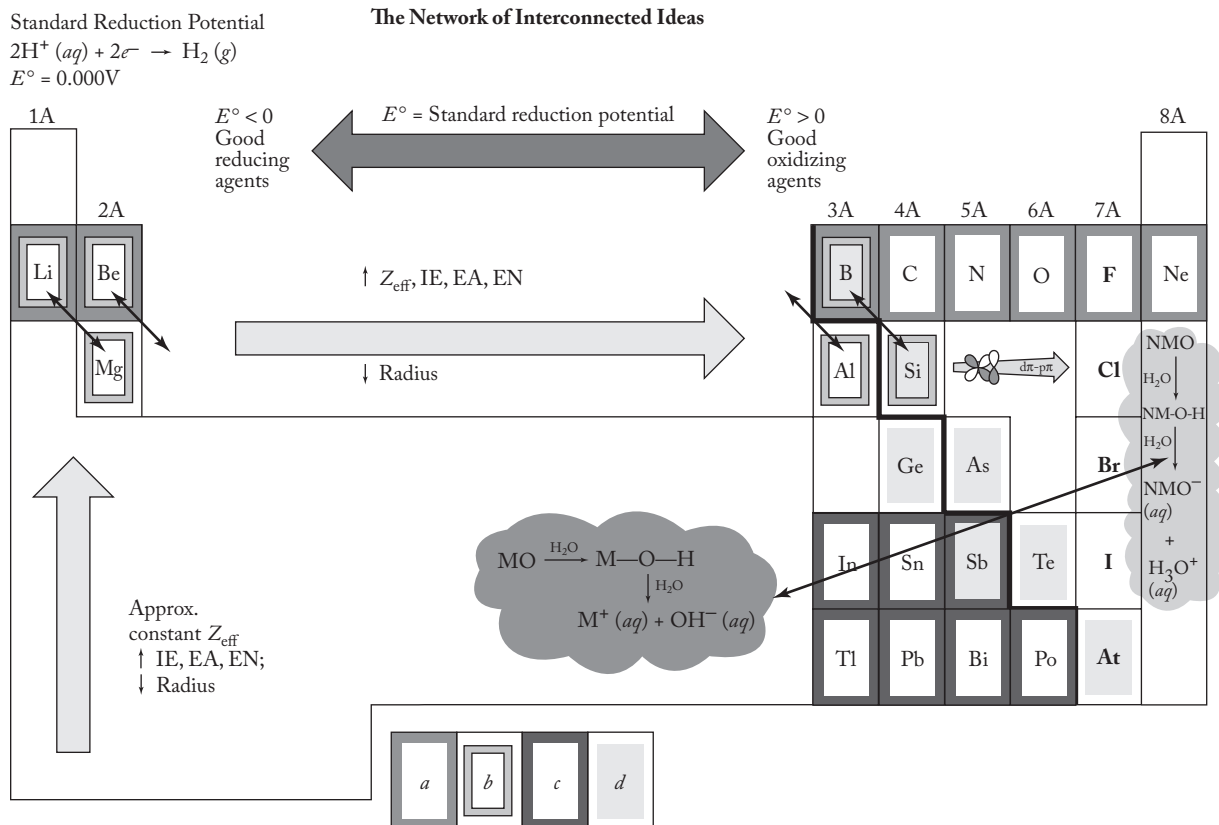 The Network of Interconnected Ideas
Standard Reduction Potential
2H⁺ (aq) + 2e⁻ → H₂ (g)
E° = 0.000V
1A
E° < 0
Good
reducing
agents
E° = Standard reduction potential
E° > 0
Good
oxidizing
agents
8A
2A
3A 4A 5A 6A 7A
Li Be
↑ Z_eff, IE, EA, EN
B C N O F Ne
Mg
↓ Radius
Al Si
dπ-pπ
Cl
NMO
H₂O
NM-O-H
H₂O
NMO⁻
(aq)
+
H₃O⁺
(aq)
Ge As Br
In Sn Sb Te I
Tl Pb Bi Po At
MO H₂O → M—O—H
↓ H₂O
M⁺ (aq) + OH⁻ (aq)
Approx.
constant Z_eff
↑ IE, EA, EN;
↓ Radius
a b c d